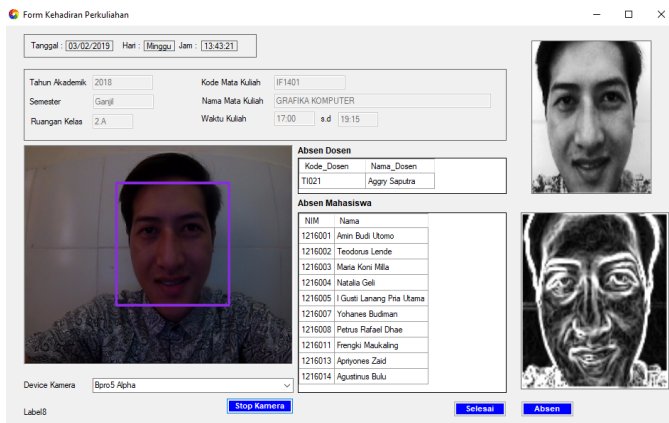 Form Kehadiran Perkuliahan
Tanggal : 03/02/2019 Hari : Minggu Jam : 13:43:21
Tahun Akademik 2018 Kode Mata Kuliah IF1401
Semester Ganjil Nama Mata Kuliah GRAFIKA KOMPUTER
Ruangan Kelas 2.A Waktu Kuliah 17:00 s.d 19:15
Absen Dosen
Kode_Dosen Nama_Dosen
TI021 Aggry Saputra
Absen Mahasiswa
NIM Nama
1216001 Amin Budi Utomo
1216002 Teodorus Lende
1216003 Maria Koni Milla
1216004 Natalia Geli
1216005 I Gusti Lanang Pria Utama
1216007 Yohanes Budiman
1216008 Petrus Rafael Dhae
1216011 Frengki Maukaling
1216013 Apriyones Zaid
1216014 Agustinus Bulu
Device Kamera Bpro5 Alpha
Stop Kamera
Label8
Selesai
Absen